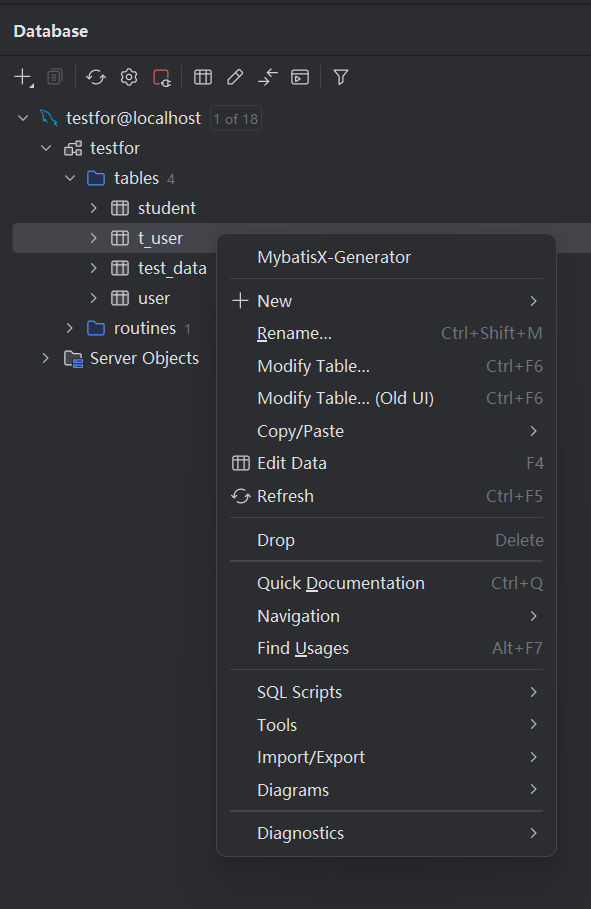 Database
testfor@localhost 1 of 18
testfor
tables 4
student
t_user
test_data
user
routines 1
Server Objects
MybatisX-Generator
New
Rename... Ctrl+Shift+M
Modify Table... Ctrl+F6
Modify Table... (Old UI) Ctrl+F6
Copy/Paste
Edit Data F4
Refresh Ctrl+F5
Drop Delete
Quick Documentation Ctrl+Q
Navigation
Find Usages Alt+F7
SQL Scripts
Tools
Import/Export
Diagrams
Diagnostics